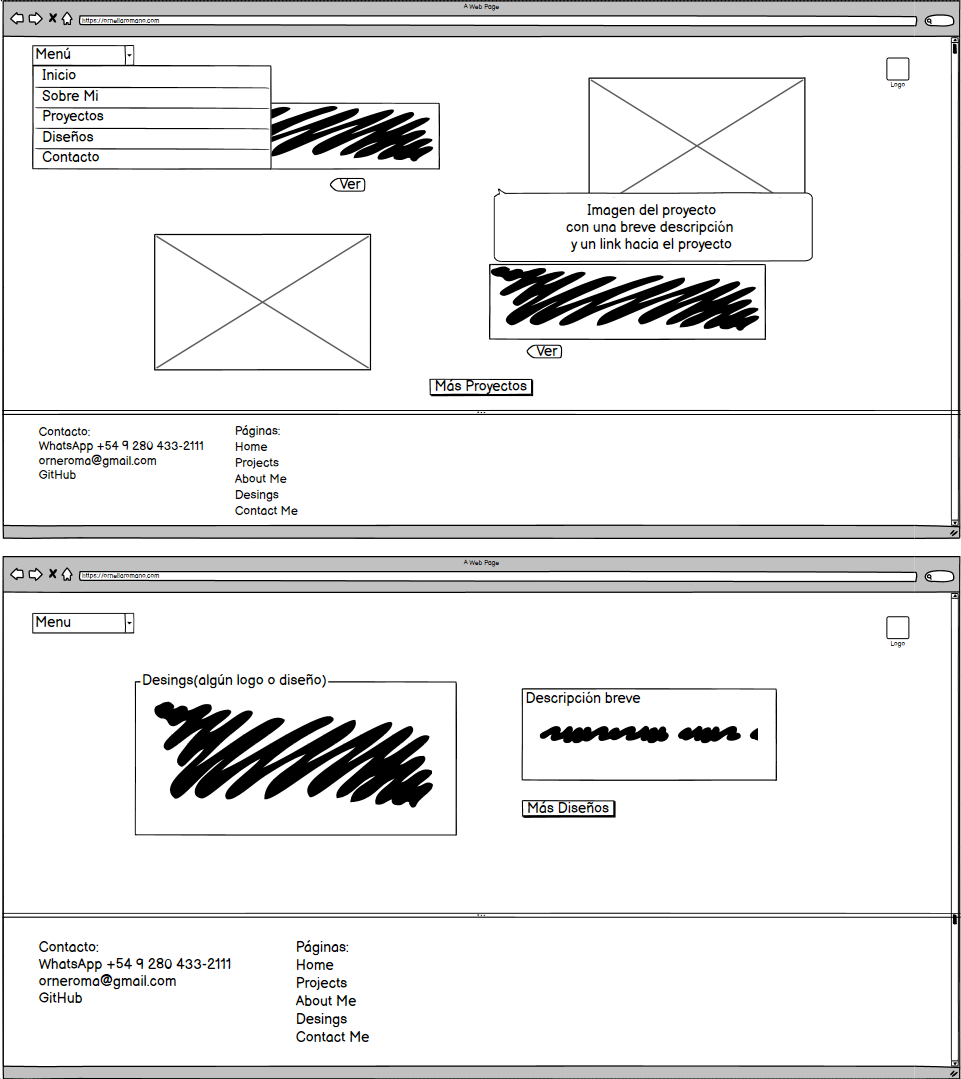 A Web Page
https://ornellaromano.com
Menú
Inicio
Sobre Mi
Proyectos
Diseños
Contacto
Logo
Ver
Imagen del proyecto
con una breve descripción
y un link hacia el proyecto
Ver
Más Proyectos
Contacto:
WhatsApp +54 9 280 433-2111
orneroma@gmail.com
GitHub
Páginas:
Home
Projects
About Me
Desings
Contact Me
A Web Page
https://ornellaromano.com
Menu
Logo
Desings(algún logo o diseño)
Descripción breve
Más Diseños
Contacto:
WhatsApp +54 9 280 433-2111
orneroma@gmail.com
GitHub
Páginas:
Home
Projects
About Me
Desings
Contact Me